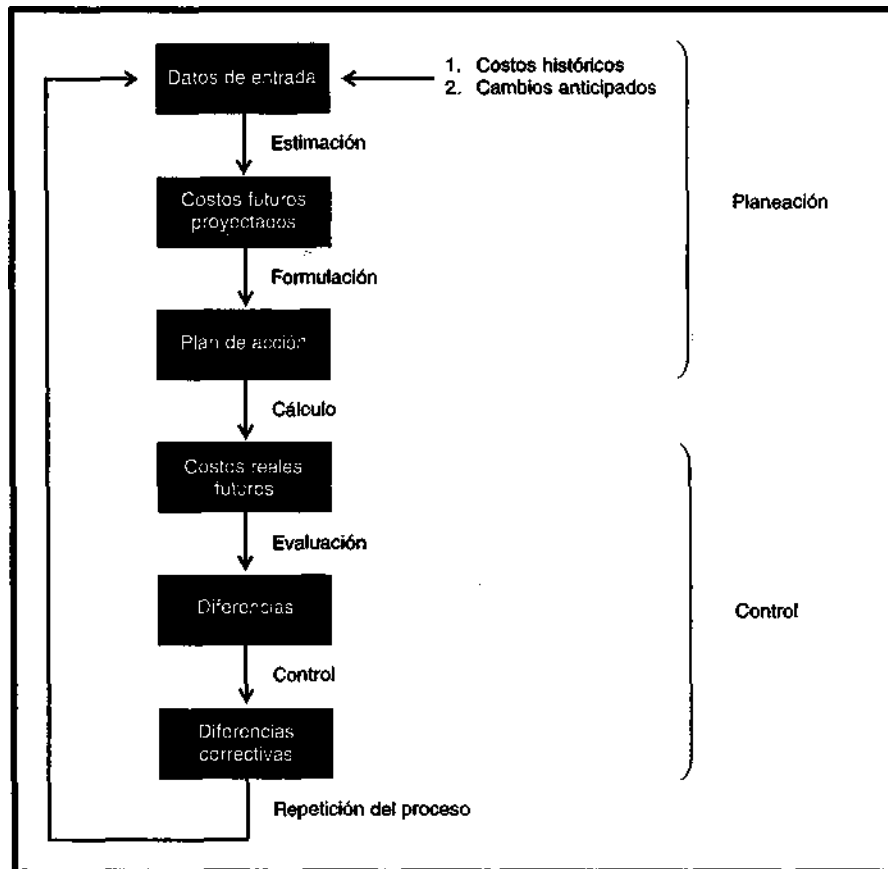 Datos de entrada
1. Costos históricos
2. Cambios anticipados
Estimación
Costos futuros
proyectados
Planeación
Formulación
Plan de acción
Cálculo
Costos reales
futuros
Evaluación
Diferencias
Control
Control
Diferencias
correctivas
Repetición del proceso